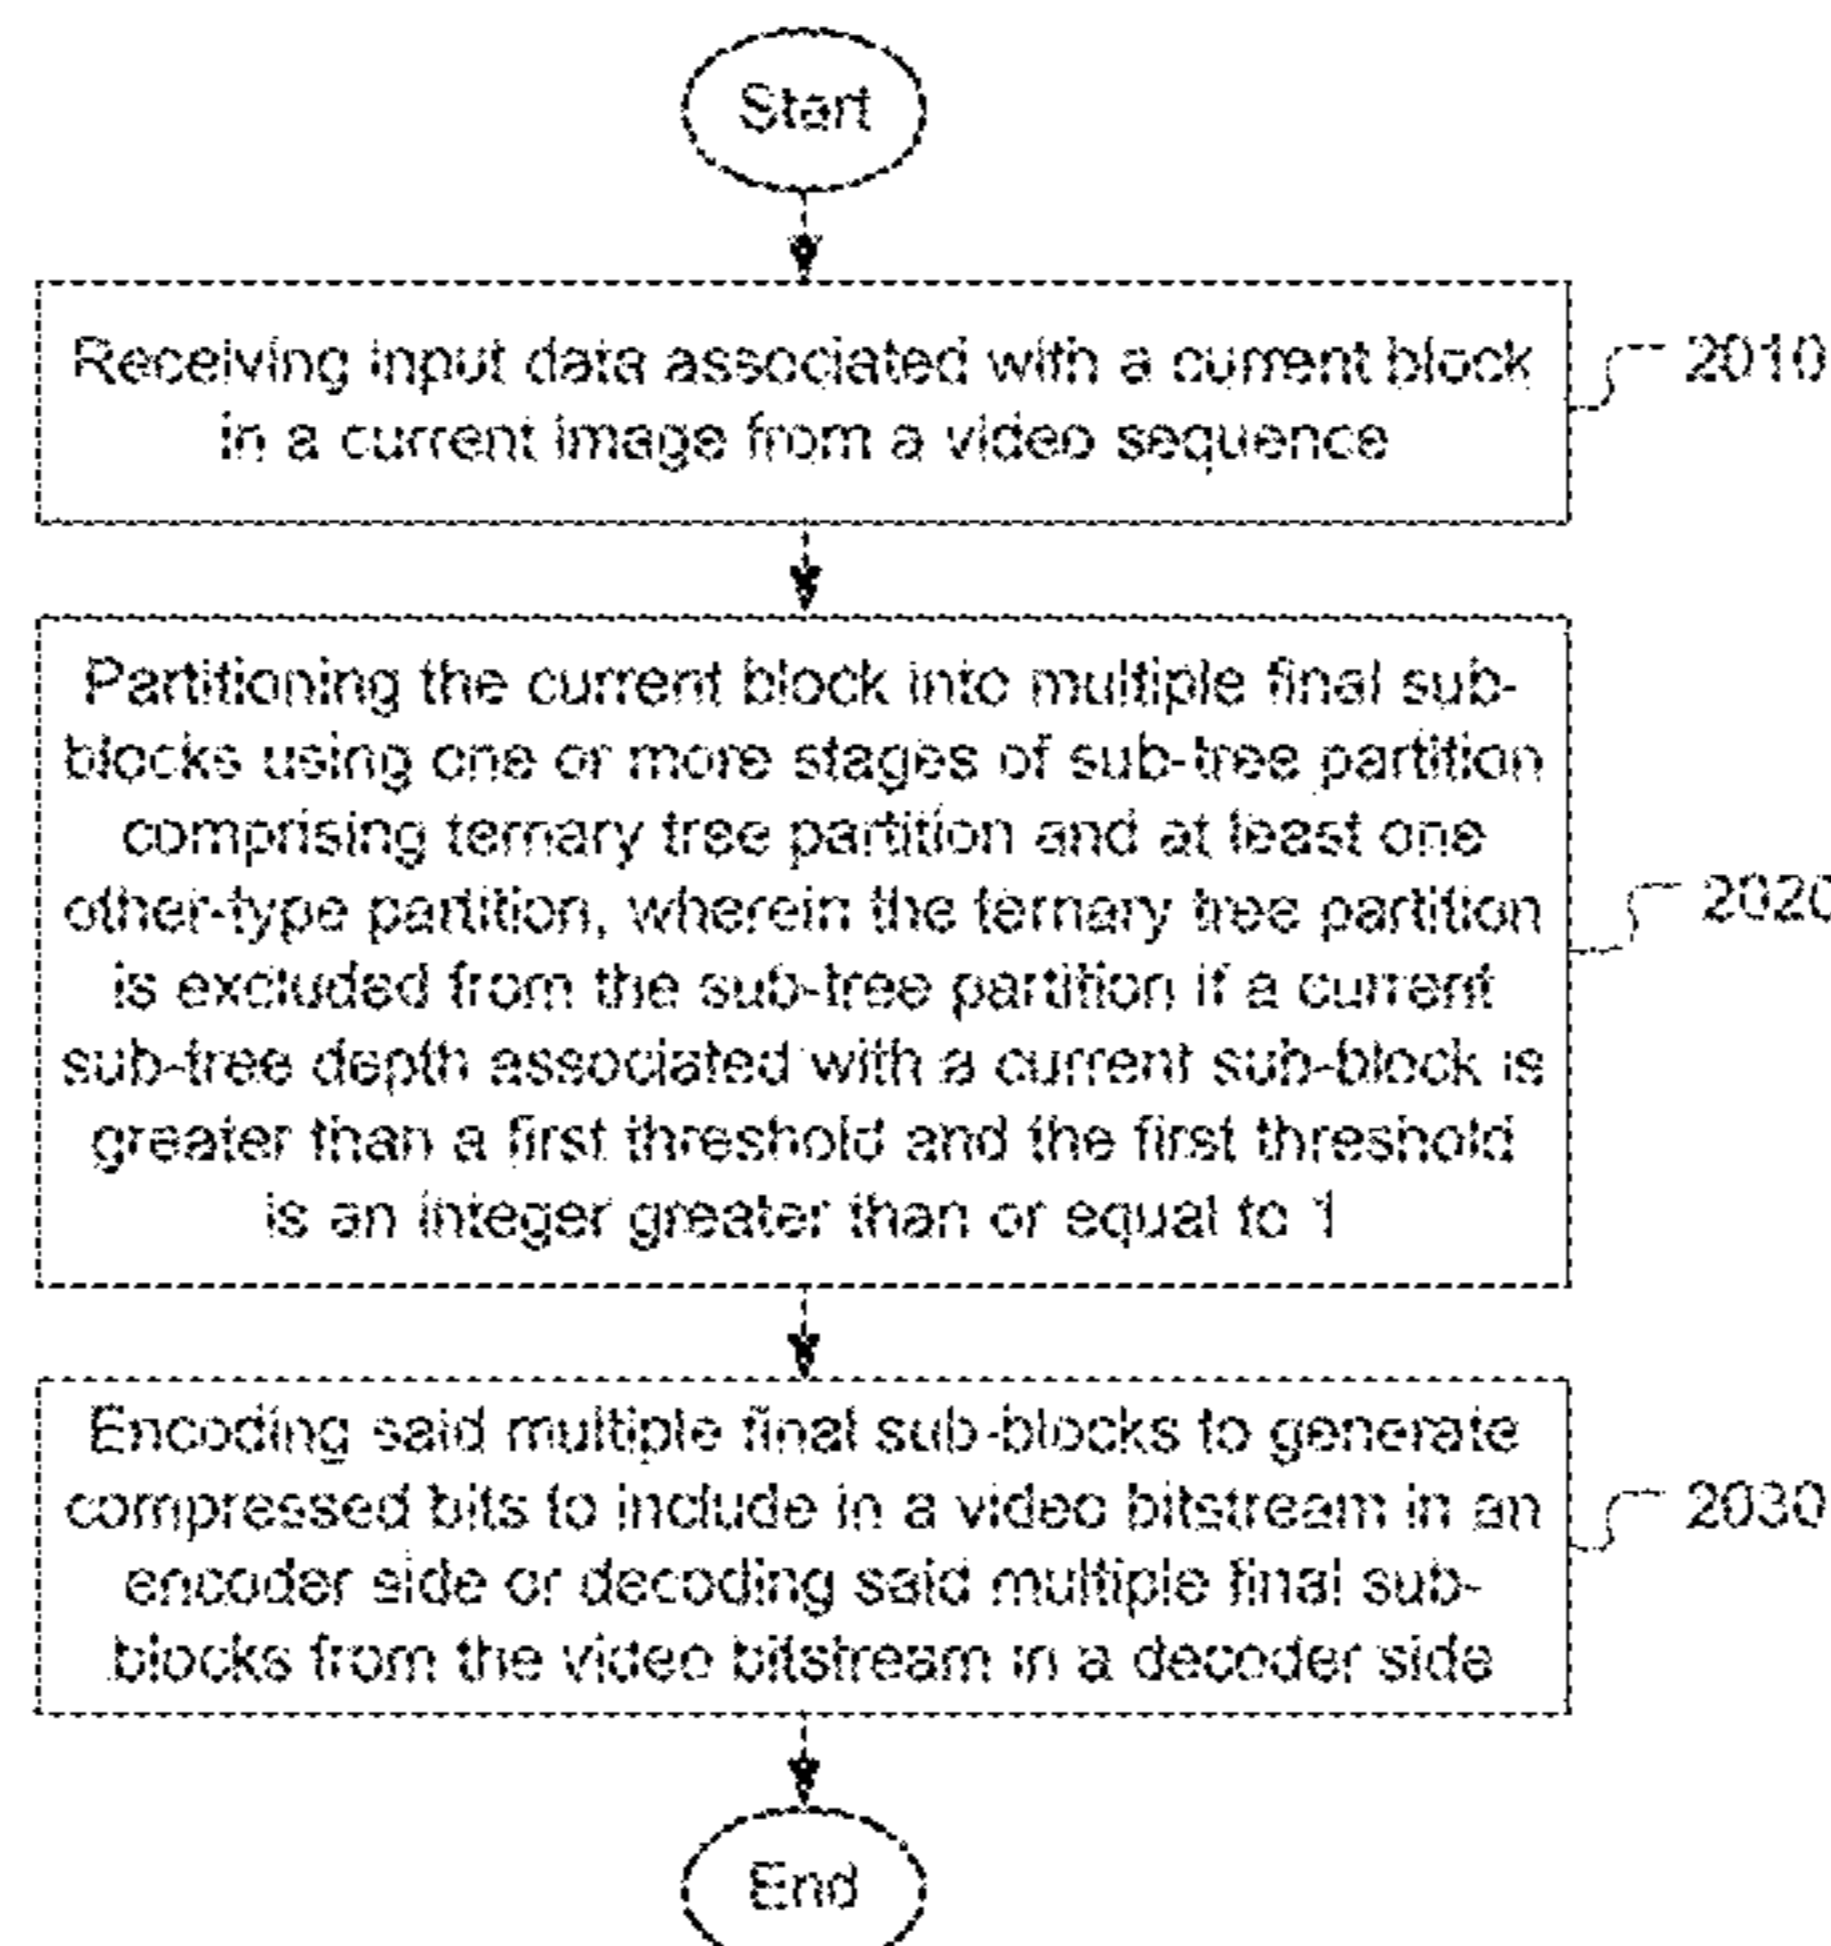 Start
Receiving input data associated with a current block
in a current image from a video sequence
2010
Partitioning the current block into multiple final sub-
blocks using one or more stages of sub-tree partition
comprising ternary tree partition and at least one
other-type partition, wherein the ternary tree partition
is excluded from the sub-tree partition if a current
sub-tree depth associated with a current sub-block is
greater than a first threshold and the first threshold
is an integer greater than or equal to 1
2020
Encoding said multiple final sub-blocks to generate
compressed bits to include in a video bitstream in an
encoder side or decoding said multiple final sub-
blocks from the video bitstream in a decoder side
2030
End